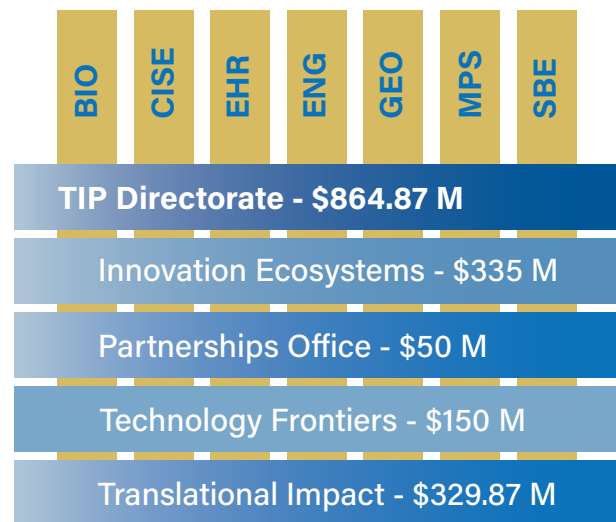 BIO
CISE
EHR
ENG
GEO
MPS
SBE
TIP Directorate - $864.87 M
Innovation Ecosystems - $335 M
Partnerships Office - $50 M
Technology Frontiers - $150 M
Translational Impact - $329.87 M